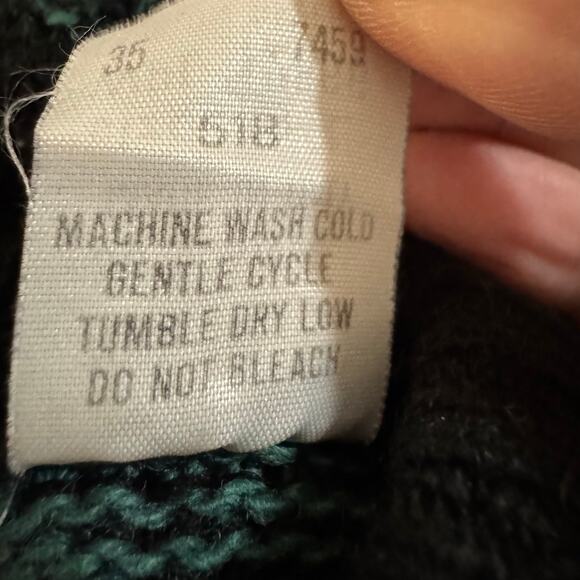 35 7459
518
MACHINE WASH COLD
GENTLE CYCLE
TUMBLE DRY LOW
DO NOT BLEACH